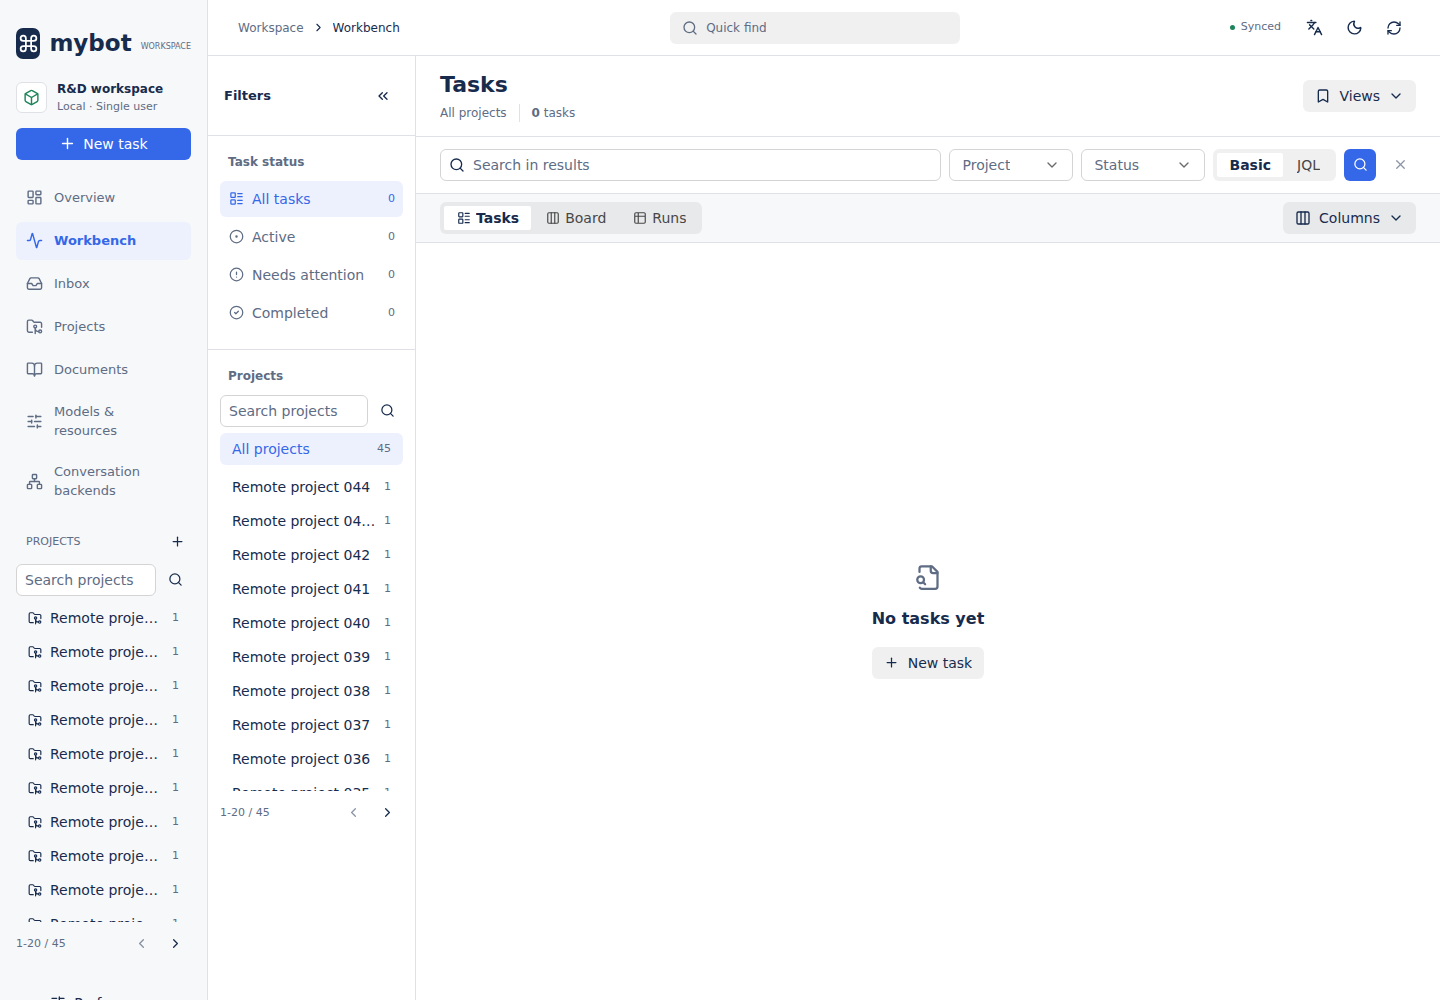 mybot WORKSPACE
R&D workspace
Local · Single user
New task
Overview
Workbench
Inbox
Projects
Documents
Models &
resources
Conversation
backends
PROJECTS
Search projects
Remote proje… 1
Remote proje… 1
Remote proje… 1
Remote proje… 1
Remote proje… 1
Remote proje… 1
Remote proje… 1
Remote proje… 1
Remote proje… 1
1-20 / 45
Workspace Workbench
Quick find
Synced
Filters
Task status
All tasks 0
Active 0
Needs attention 0
Completed 0
Projects
Search projects
All projects 45
Remote project 044 1
Remote project 04… 1
Remote project 042 1
Remote project 041 1
Remote project 040 1
Remote project 039 1
Remote project 038 1
Remote project 037 1
Remote project 036 1
Remote project 035 1
1-20 / 45
Tasks
All projects 0 tasks
Views
Search in results
Project
Status
Basic JQL
Tasks Board Runs
Columns
No tasks yet
New task